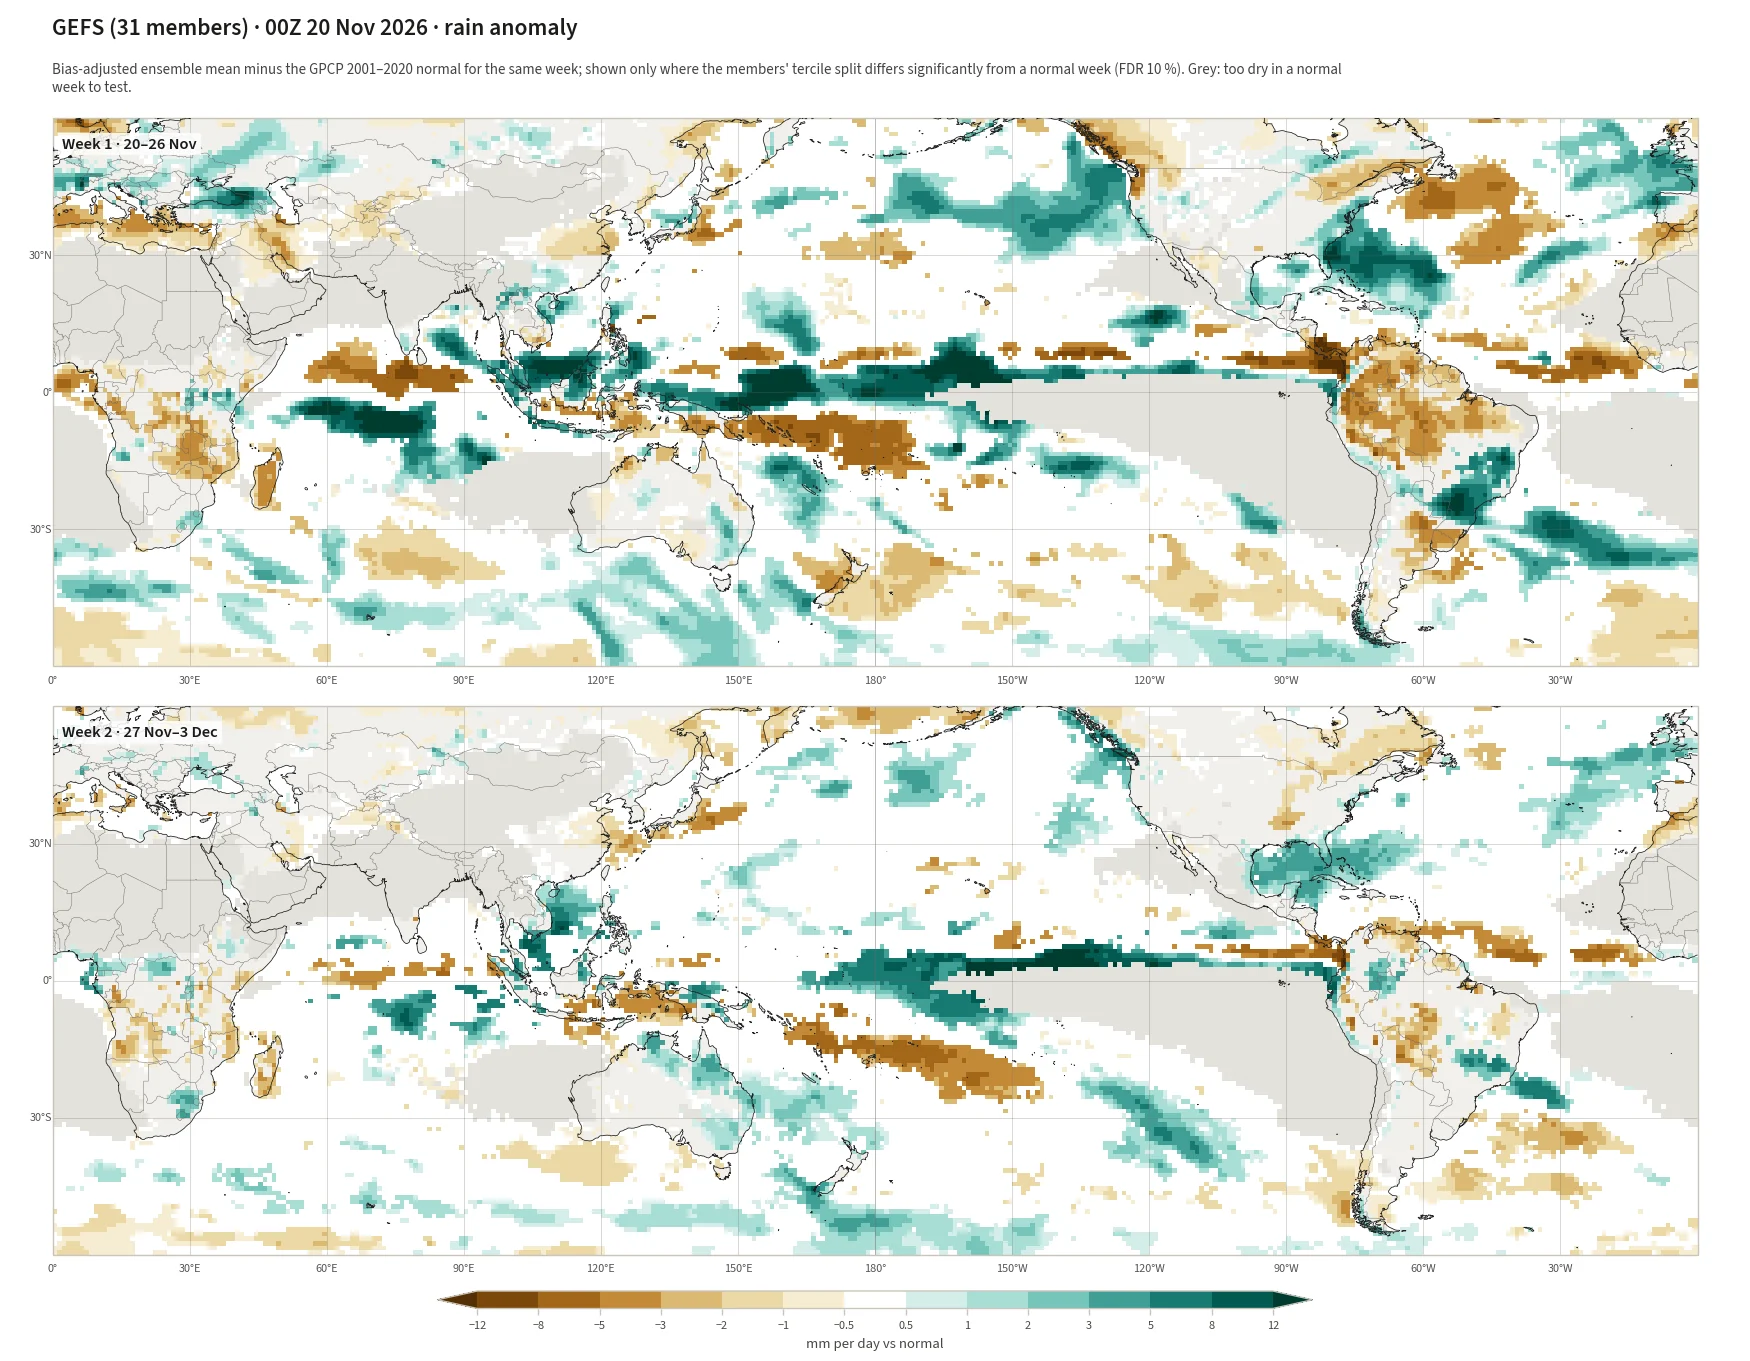 GEFS (31 members) · 00Z 20 Nov 2026 · rain anomaly
Bias-adjusted ensemble mean minus the GPCP 2001–2020 normal for the same week; shown only where the members' tercile split differs significantly from a normal week (FDR 10 %). Grey: too dry in a normal
week to test.
Week 1 · 20–26 Nov
30°N
0°
30°S
0° 30°E 60°E 90°E 120°E 150°E 180° 150°W 120°W 90°W 60°W 30°W
Week 2 · 27 Nov–3 Dec
30°N
0°
30°S
0° 30°E 60°E 90°E 120°E 150°E 180° 150°W 120°W 90°W 60°W 30°W
−12 −8 −5 −3 −2 −1 −0.5 0.5 1 2 3 5 8 12
mm per day vs normal